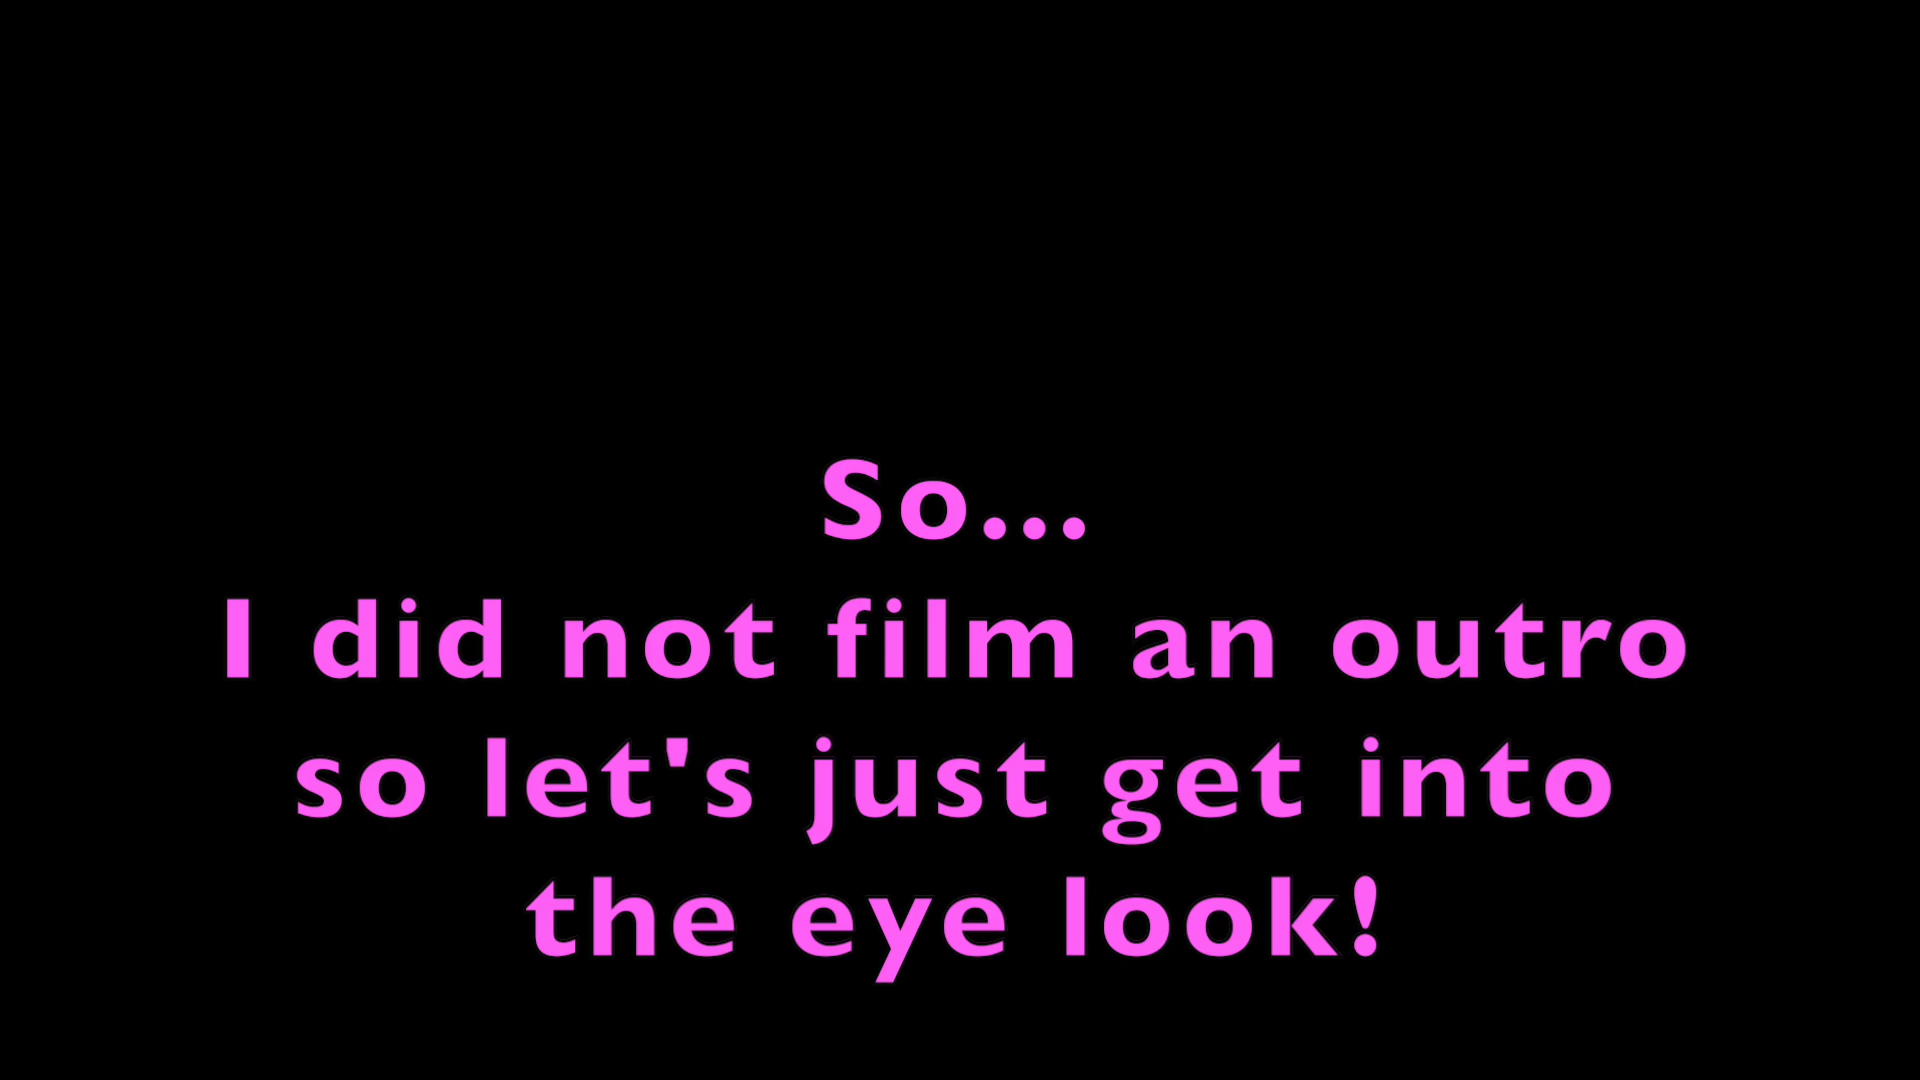 So...
I did not film an outro
so let's just get into
the eye look!